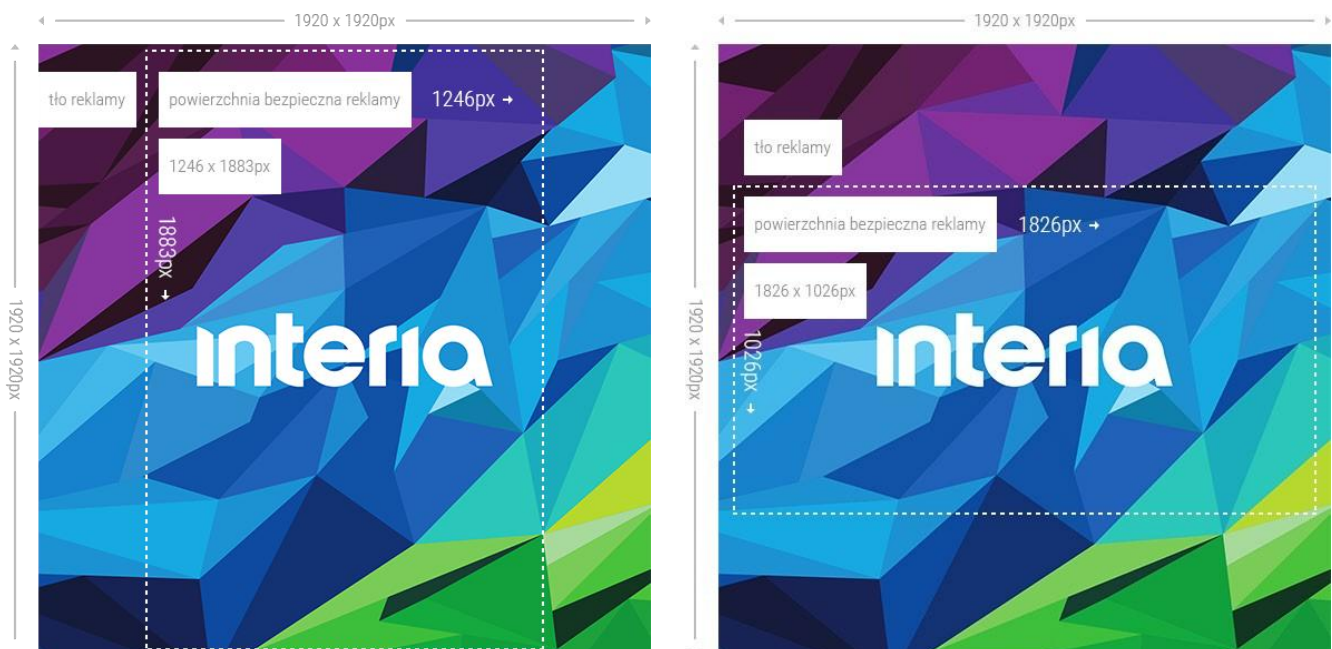 1920 x 1920px
tło reklamy
powierzchnia bezpieczna reklamy
1246px
1246 x 1883px
1883px
1920 x 1920px
interia
1920 x 1920px
tło reklamy
powierzchnia bezpieczna reklamy
1826px
1826 x 1026px
1026px
1920 x 1920px
interia